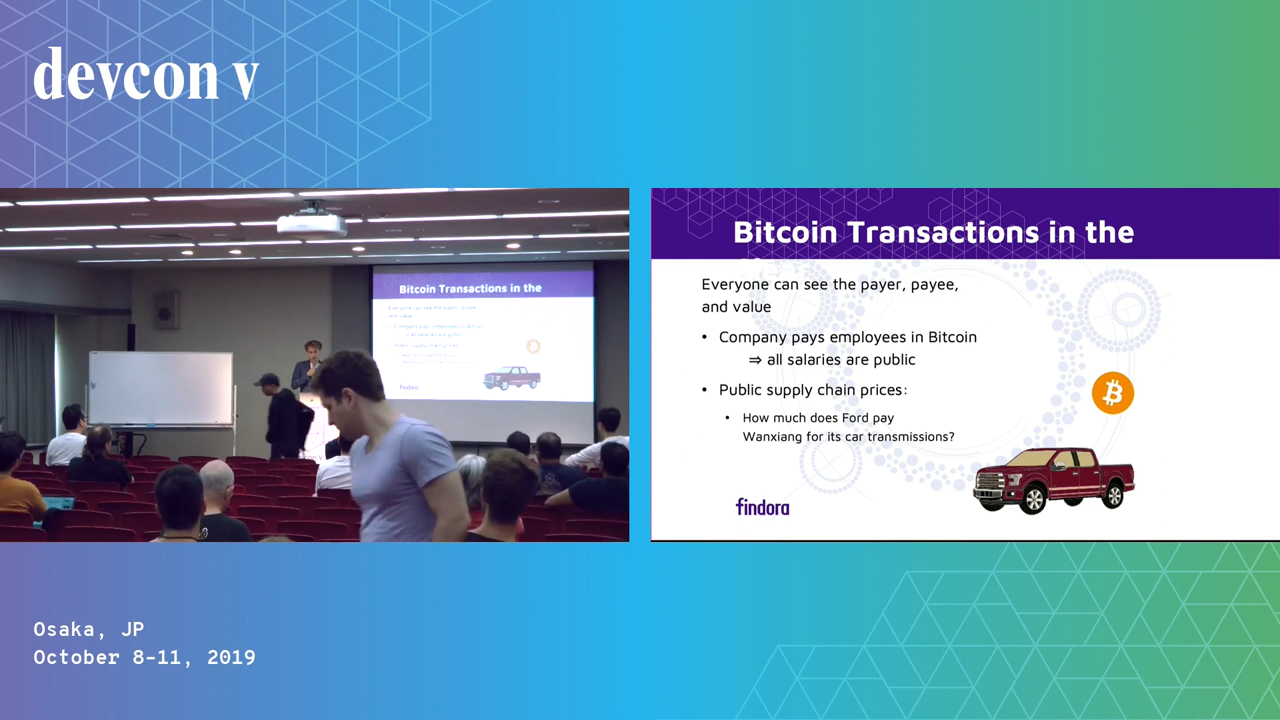 devcon v
Bitcoin Transactions in the
Bitcoin Transactions in the
Everyone can see the payer, payee,
and value
• Company pays employees in Bitcoin
⇒ all salaries are public
• Public supply chain prices:
• How much does Ford pay
Wanxiang for its car transmissions?
findora
findora
Osaka, JP
October 8-11, 2019